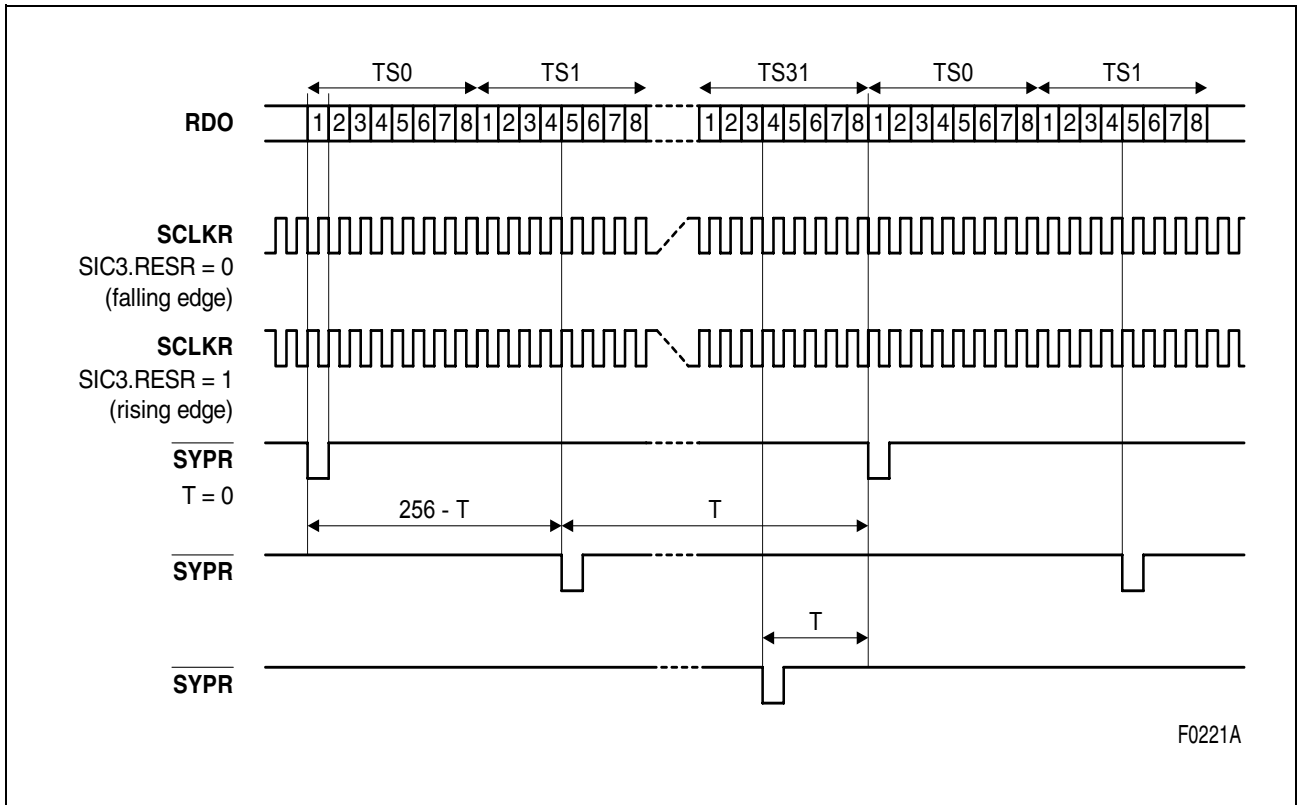 TS0 TS1 TS31 TS0 TS1
RDO 1 2 3 4 5 6 7 8 1 2 3 4 5 6 7 8 1 2 3 4 5 6 7 8 1 2 3 4 5 6 7 8 1 2 3 4 5 6 7 8
SCLKR
SIC3.RESR = 0
(falling edge)
SCLKR
SIC3.RESR = 1
(rising edge)
SYPR
T = 0
256 - T T
SYPR
T
SYPR
F0221A